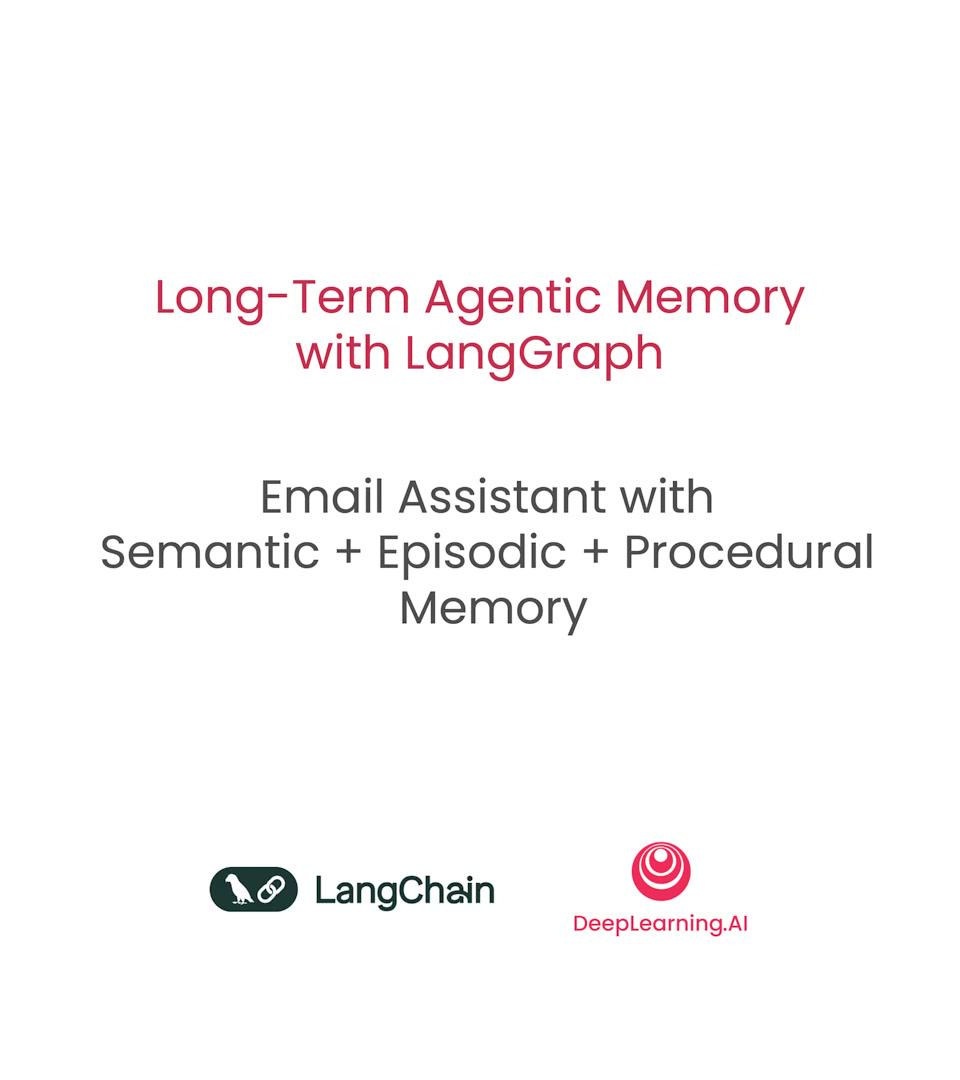 Long-Term Agentic Memory
with LangGraph
Email Assistant with
Semantic + Episodic + Procedural
Memory
LangChain
DeepLearning.AI